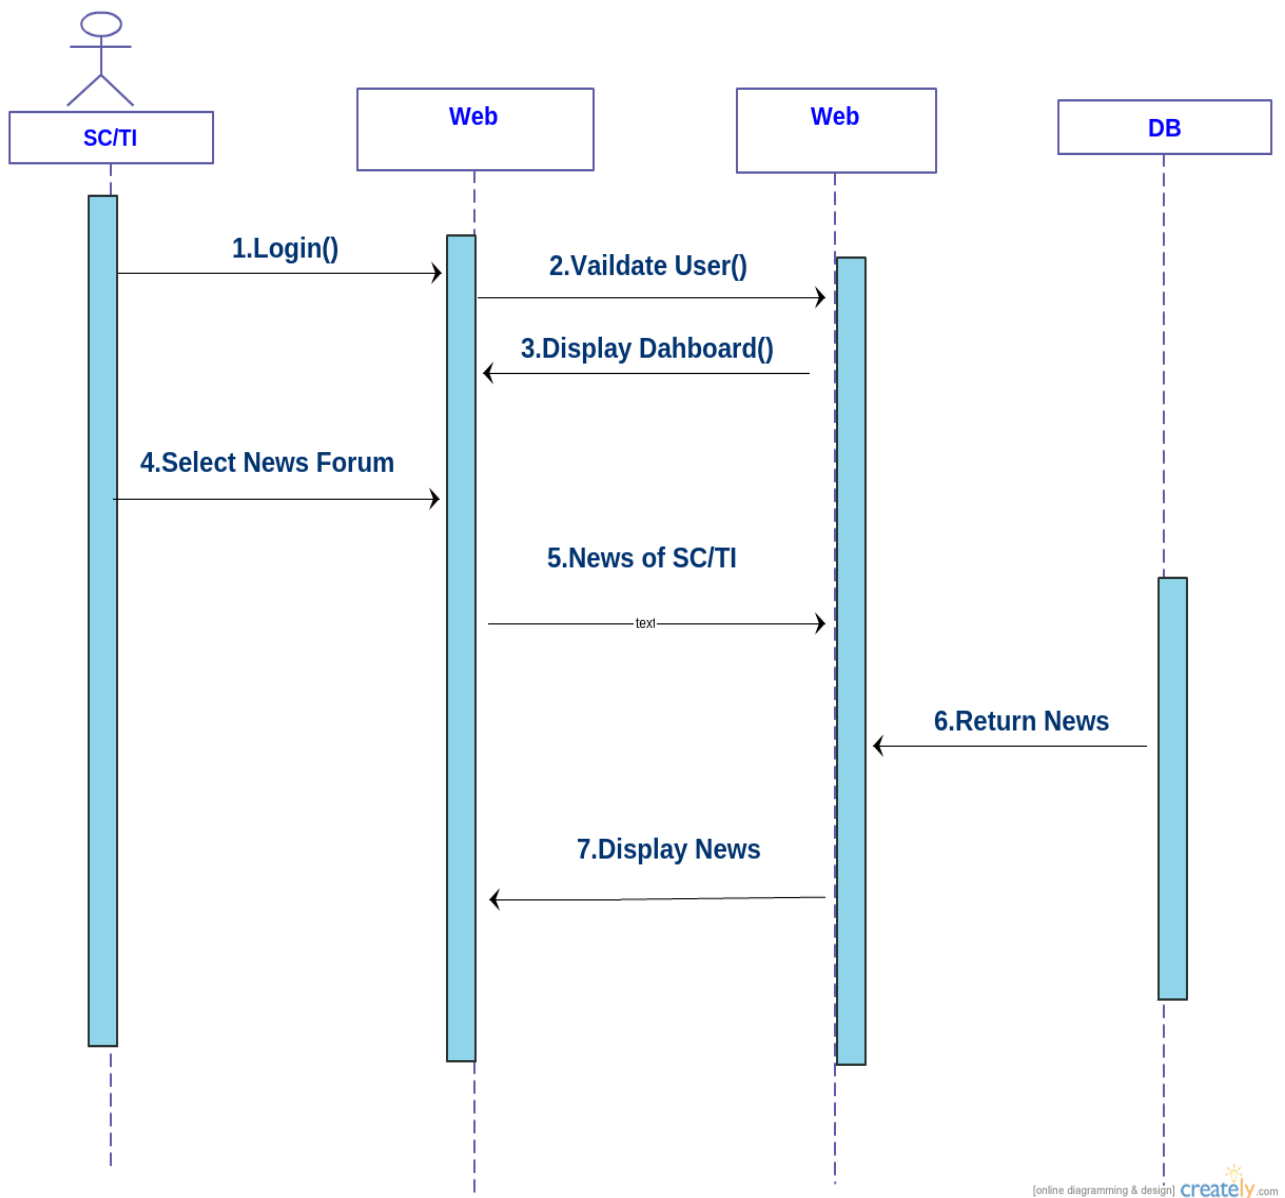 SC/TI
Web
Web
DB
1.Login()
2.Vaildate User()
3.Display Dahboard()
4.Select News Forum
5.News of SC/TI
text
6.Return News
7.Display News
[online diagramming & design] creately.com